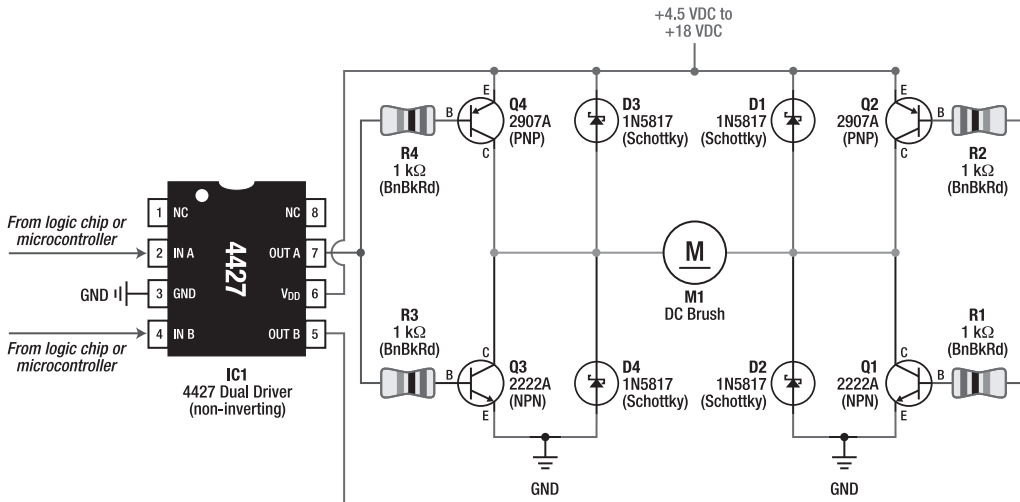 +4.5 VDC to
+18 VDC
E
B
C
Q4
2907A
(PNP)
D3
1N5817
(Schottky)
D1
1N5817
(Schottky)
Q2
2907A
(PNP)
E
B
C
R4
1 kΩ
(BnBkRd)
R2
1 kΩ
(BnBkRd)
From logic chip or
microcontroller
1
NC
NC
8
2
IN A
OUT A
7
GND
3
GND
VDD
6
4
IN B
OUT B
5
4427
From logic chip or
microcontroller
IC1
4427 Dual Driver
(non-inverting)
M
M1
DC Brush
R3
1 kΩ
(BnBkRd)
R1
1 kΩ
(BnBkRd)
C
B
E
Q3
2222A
(NPN)
D4
1N5817
(Schottky)
D2
1N5817
(Schottky)
Q1
2222A
(NPN)
C
B
E
GND
GND